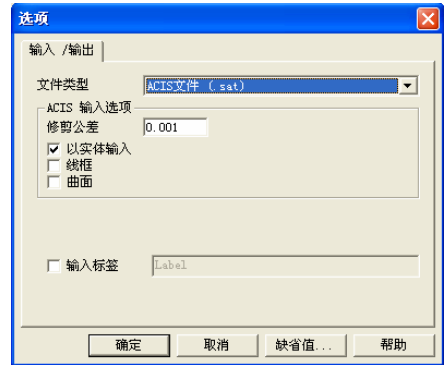 选项
输入 /输出
文件类型 ACIS文件 (.sat)
ACIS 输入选项
修剪公差 0.001
以实体输入
线框
曲面
输入标签 Label
确定 取消 缺省值... 帮助